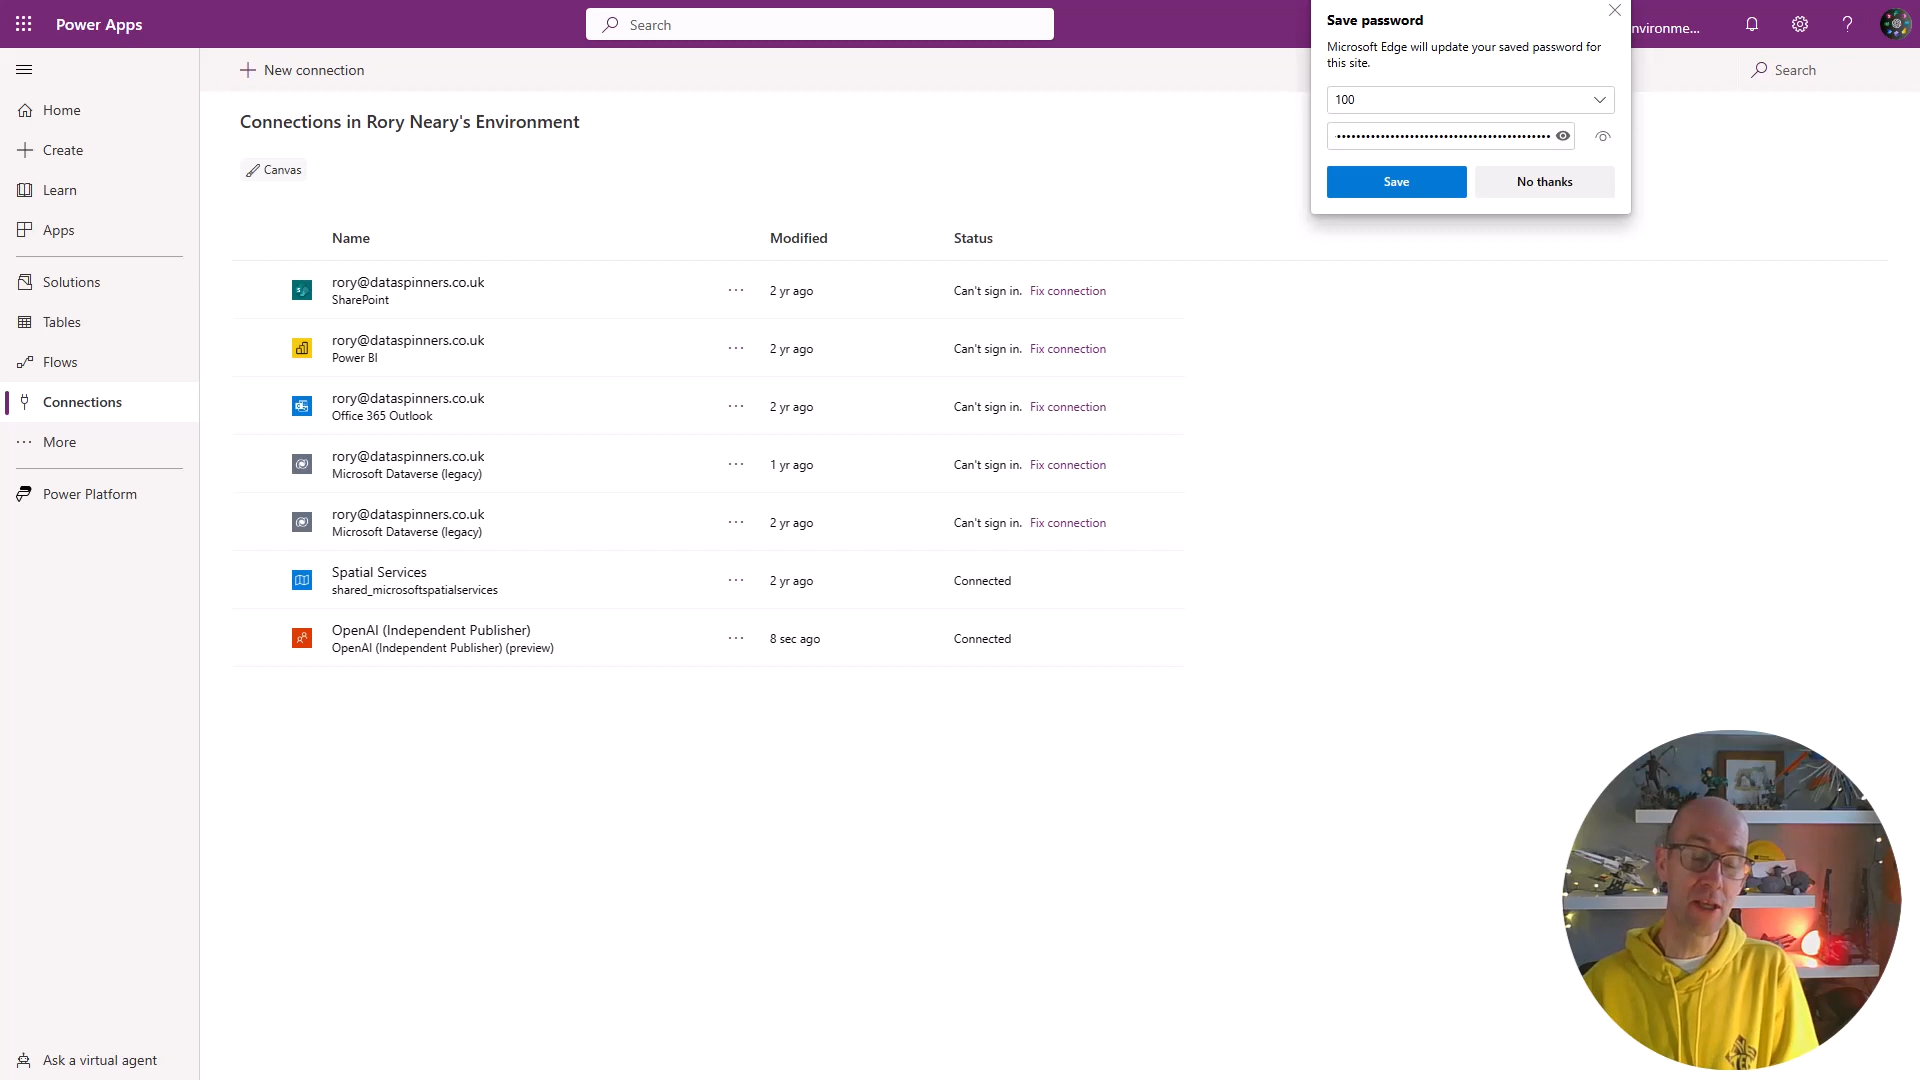 Power Apps
Search
nvironme...
Save password
Microsoft Edge will update your saved password for
this site.
100
Save
No thanks
New connection
Search
Home
Create
Learn
Apps
Solutions
Tables
Flows
Connections
More
Power Platform
Ask a virtual agent
Connections in Rory Neary's Environment
Canvas
Name Modified Status
rory@dataspinners.co.uk
SharePoint
2 yr ago
Can't sign in. Fix connection
rory@dataspinners.co.uk
Power BI
2 yr ago
Can't sign in. Fix connection
rory@dataspinners.co.uk
Office 365 Outlook
2 yr ago
Can't sign in. Fix connection
rory@dataspinners.co.uk
Microsoft Dataverse (legacy)
1 yr ago
Can't sign in. Fix connection
rory@dataspinners.co.uk
Microsoft Dataverse (legacy)
2 yr ago
Can't sign in. Fix connection
Spatial Services
shared_microsoftspatialservices
2 yr ago
Connected
OpenAI (Independent Publisher)
OpenAI (Independent Publisher) (preview)
8 sec ago
Connected